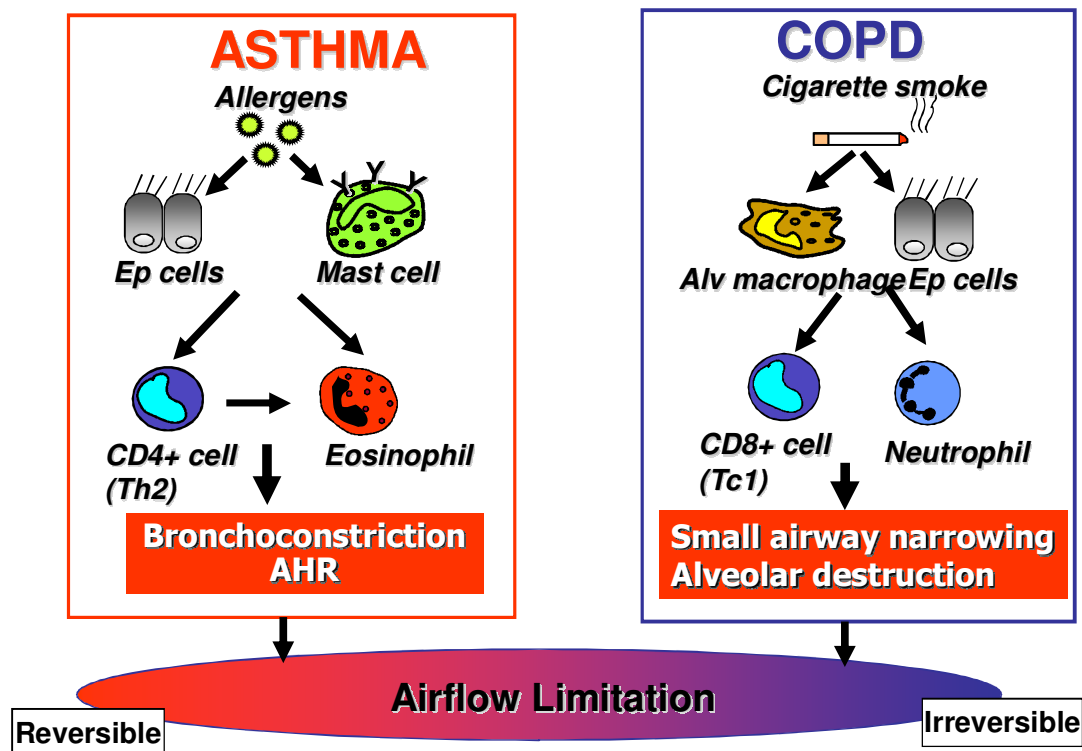 ASTHMA
Allergens
Ep cells
Mast cell
CD4+ cell
(Th2)
Eosinophil
Bronchoconstriction
AHR
COPD
Cigarette smoke
Alv macrophage
Ep cells
CD8+ cell
(Tc1)
Neutrophil
Small airway narrowing
Alveolar destruction
Airflow Limitation
Reversible
Irreversible